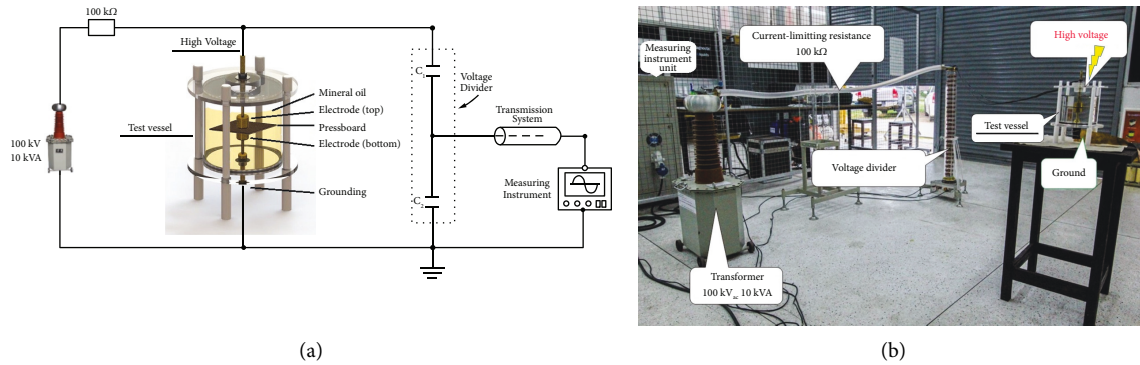 100 kΩ
High Voltage
C1
Voltage
Divider
Mineral oil
Electrode (top)
Pressboard
Electrode (bottom)
Test vessel
Transmission
System
100 kV
10 kVA
Grounding
C2
Measuring
Instrument
(a)
Measuring
instrument
unit
Current-limitting resistance
100 kΩ
High voltage
Test vessel
Voltage divider
Ground
Transformer
100 kVac 10 kVA
(b)